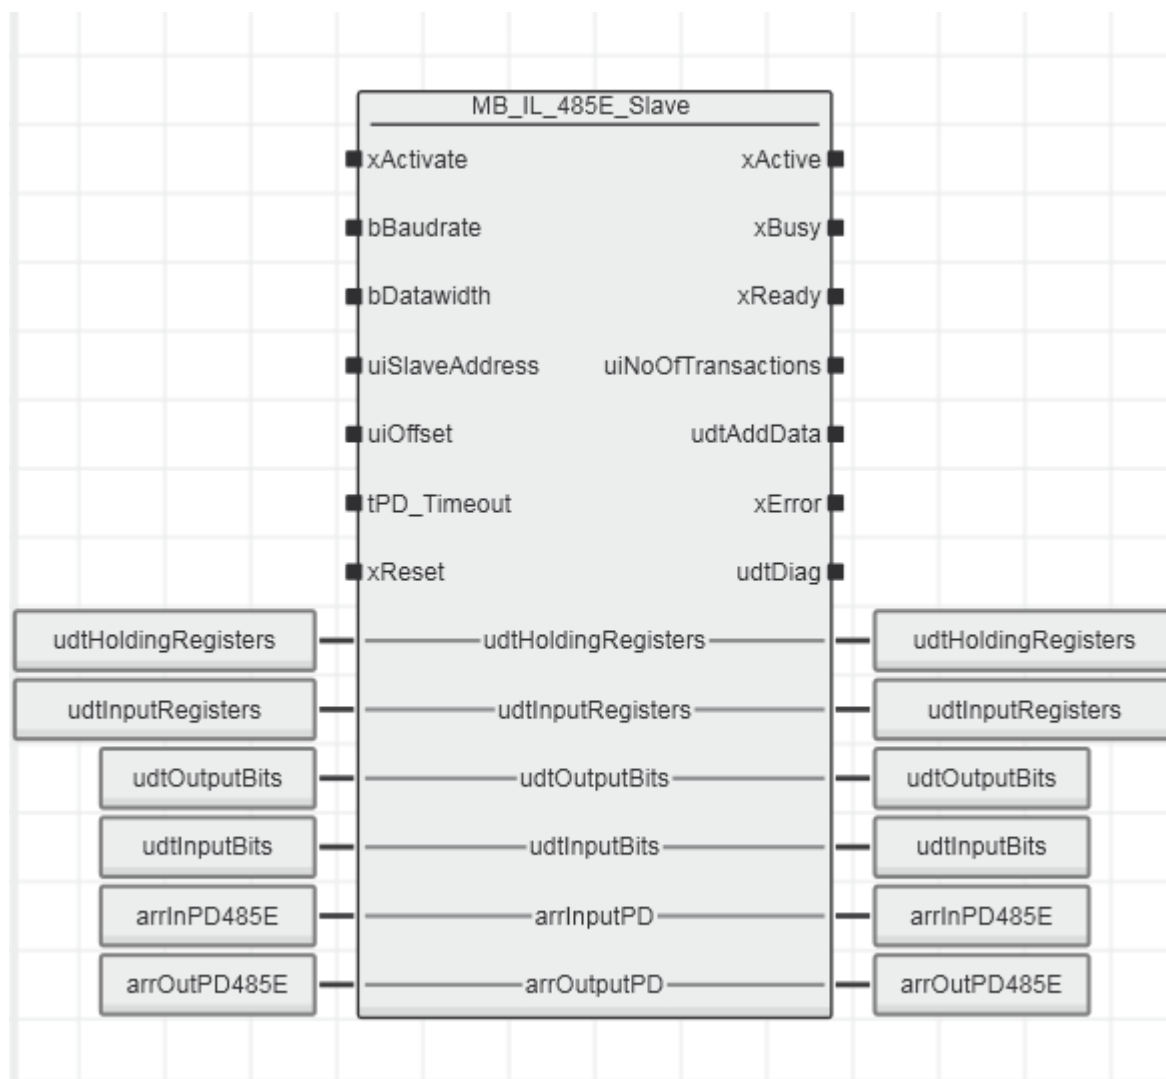 MB_IL_485E_Slave
xActivate xActive
bBaudrate xBusy
bDatawidth xReady
uiSlaveAddress uiNoOfTransactions
uiOffset udtAddData
tPD_Timeout xError
xReset udtDiag
udtHoldingRegisters udtHoldingRegisters udtHoldingRegisters
udtInputRegisters udtInputRegisters udtInputRegisters
udtOutputBits udtOutputBits udtOutputBits
udtInputBits udtInputBits udtInputBits
arrInPD485E arrInputPD arrInPD485E
arrOutPD485E arrOutputPD arrOutPD485E